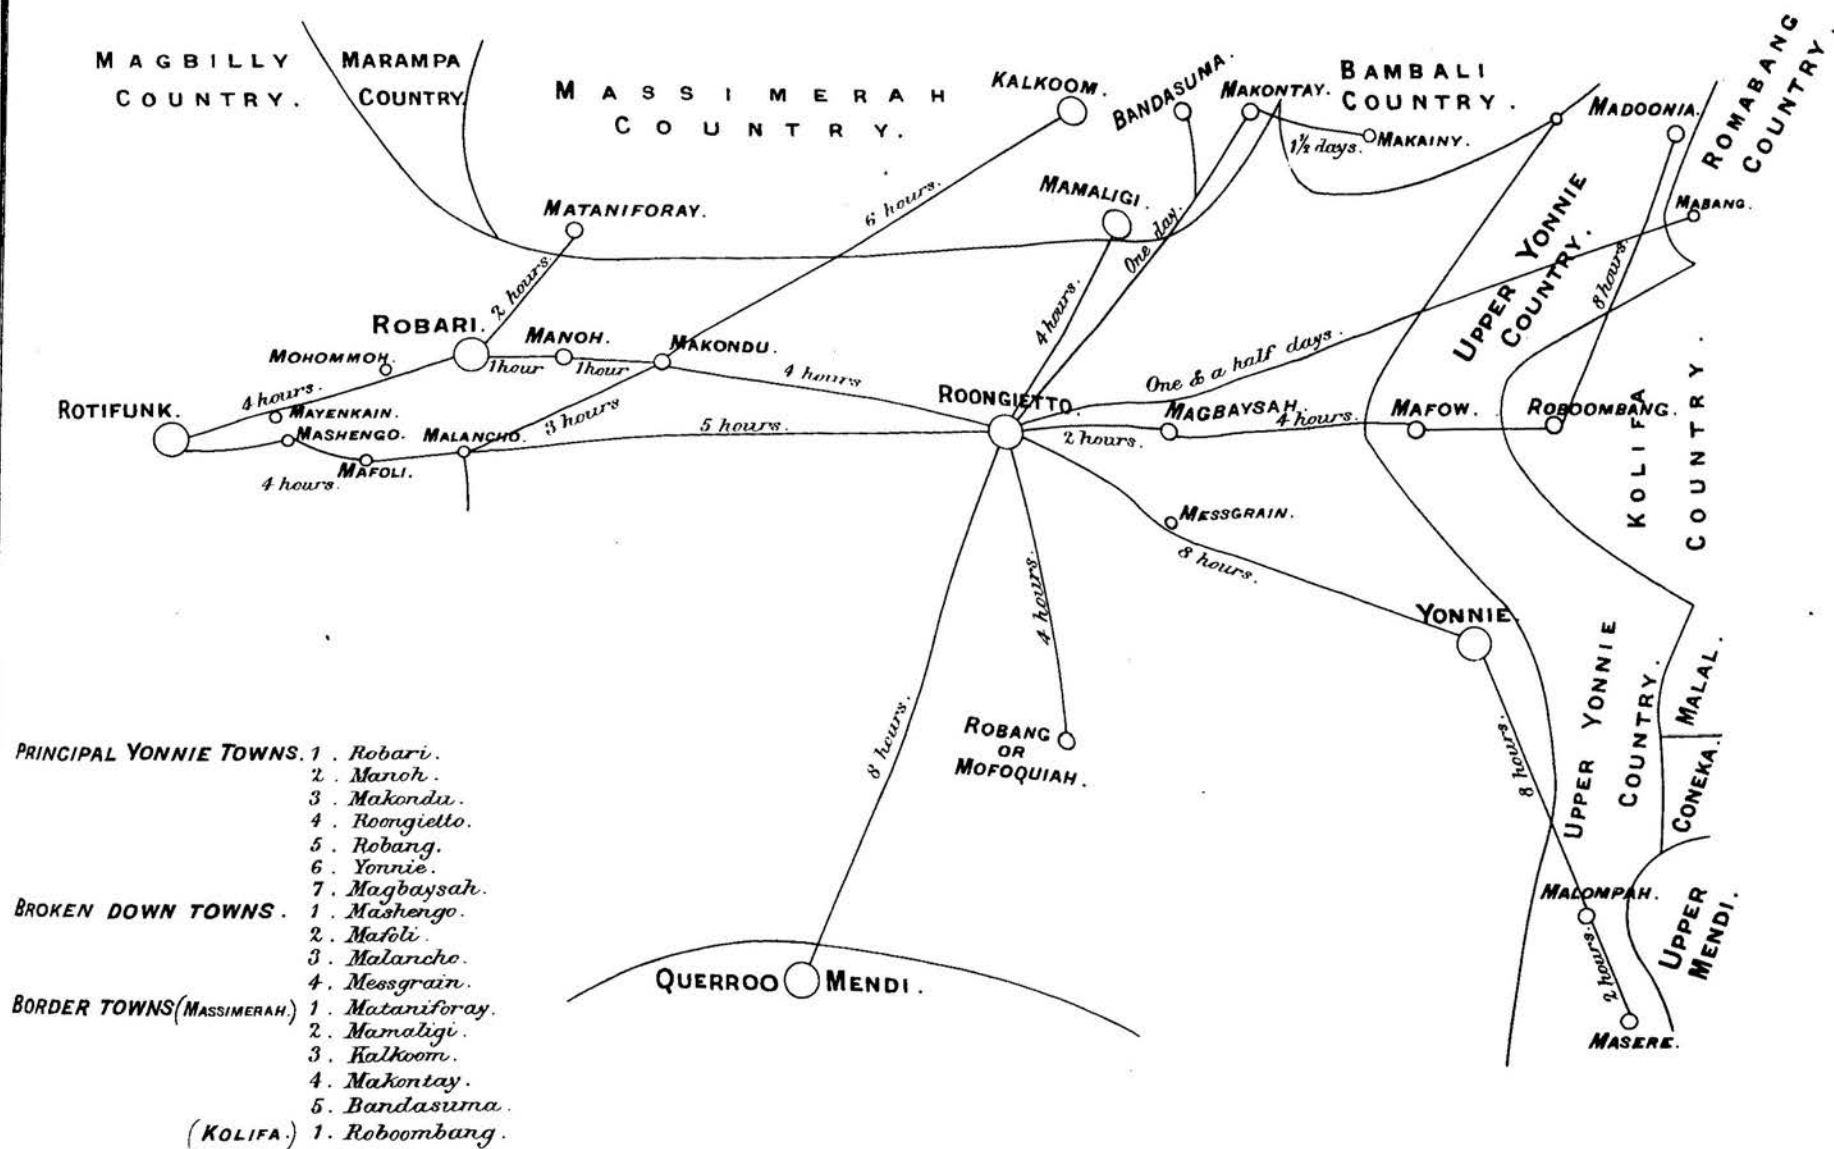 MAGBILLY
COUNTRY.
MARAMPA
COUNTRY.
MASSIMERAH
COUNTRY.
KALKOOM.
BANDASUMA.
MAKONTAY.
BAMBALI
COUNTRY.
MADOONIA.
ROMABANG
COUNTRY.
1½ days.
MAKAINY.
MAMALIGI.
MATANIFORAY.
6 hours.
One day.
UPPER YONNIE
COUNTRY.
MABANG.
2 hours.
4 hours.
8 hours.
ROBARI.
MANOH.
MAKONDU.
MOHOMMOH.
1 hour
1 hour
4 hours
One & a half days.
4 hours.
ROTIFUNK.
MAYENKAIN.
MASHENGO.
MALANCHO.
3 hours
5 hours.
ROONGIETTO.
2 hours.
MAGBAYSAH.
4 hours.
MAFOW.
ROBOOMBANG.
KOLIFA
COUNTRY.
MAFOLI.
4 hours.
MESSGRAIN.
8 hours.
4 hours.
YONNIE.
UPPER YONNIE
COUNTRY.
MALAL.
CONEKA.
8 hours.
ROBANG
OR
MOFOQUIAH.
8 hours.
MALOMPAH.
UPPER
MENDI.
2 hours.
MASERE.
QUERROO MENDI.
PRINCIPAL YONNIE TOWNS. 1. Robari.
2. Manoh.
3. Makondu.
4. Roongietto.
5. Robang.
6. Yonnie.
7. Magbaysah.
BROKEN DOWN TOWNS. 1. Mashengo.
2. Mafoli.
3. Malancho.
4. Messgrain.
BORDER TOWNS (MASSIMERAH.) 1. Mataniforay.
2. Mamaligi.
3. Kalkoom.
4. Makontay.
5. Bandasuma.
(KOLIFA.) 1. Roboombang.